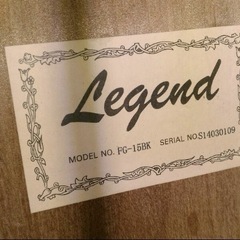 Legend
MODEL NO. FG-15BK SERIAL NO.S14030109